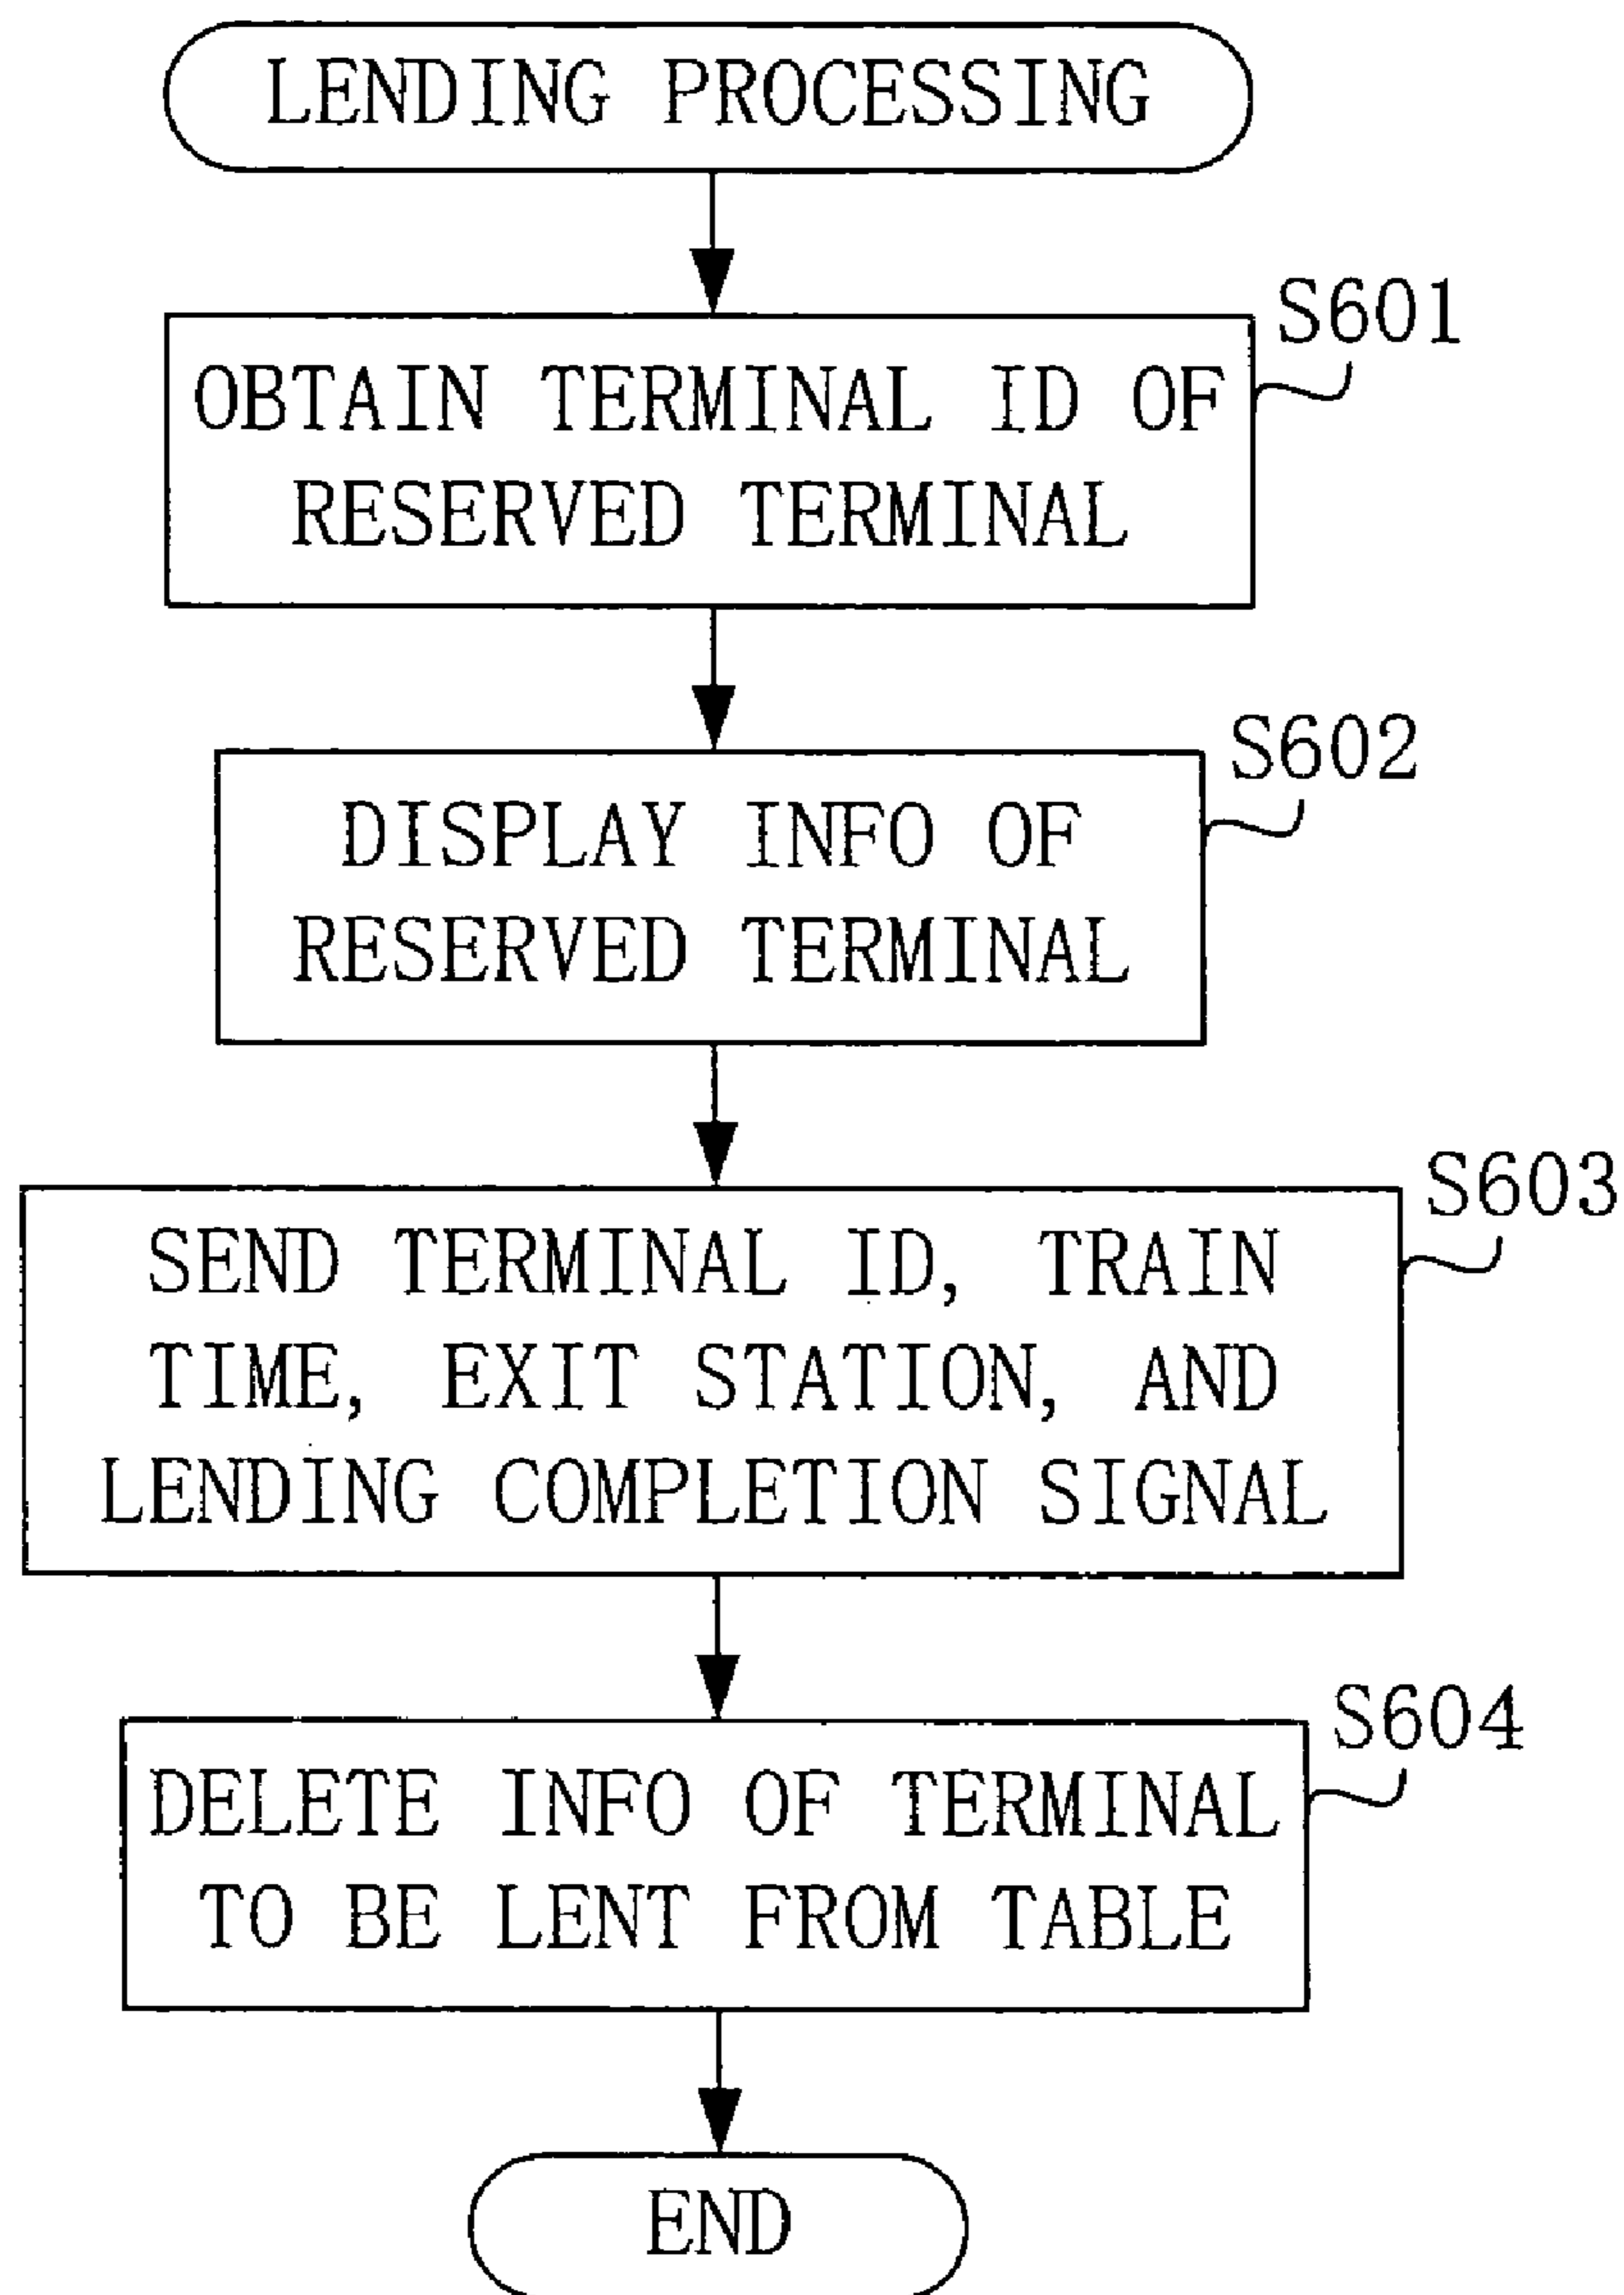 LENDING PROCESSING
S601
OBTAIN TERMINAL ID OF
RESERVED TERMINAL
S602
DISPLAY INFO OF
RESERVED TERMINAL
S603
SEND TERMINAL ID, TRAIN
TIME, EXIT STATION, AND
LENDING COMPLETION SIGNAL
S604
DELETE INFO OF TERMINAL
TO BE LENT FROM TABLE
END